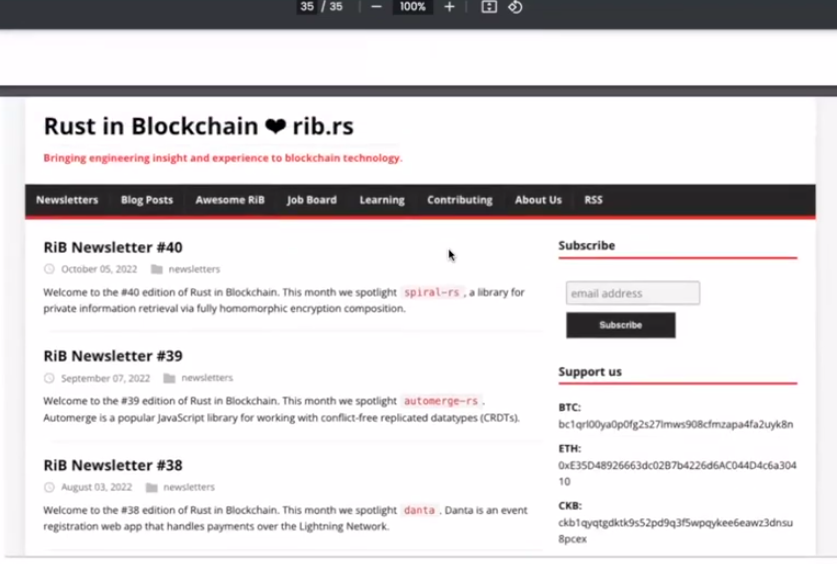 35 / 35 — 100% +
Rust in Blockchain ❤ rib.rs
Bringing engineering insight and experience to blockchain technology.
Newsletters Blog Posts Awesome RiB Job Board Learning Contributing About Us RSS
RiB Newsletter #40
October 05, 2022 newsletters
Welcome to the #40 edition of Rust in Blockchain. This month we spotlight spiral-rs , a library for
private information retrieval via fully homomorphic encryption composition.
RiB Newsletter #39
September 07, 2022 newsletters
Welcome to the #39 edition of Rust in Blockchain. This month we spotlight automerge-rs .
Automerge is a popular JavaScript library for working with conflict-free replicated datatypes (CRDTs).
RiB Newsletter #38
August 03, 2022 newsletters
Welcome to the #38 edition of Rust in Blockchain. This month we spotlight danta . Danta is an event
registration web app that handles payments over the Lightning Network.
Subscribe
email address
Subscribe
Support us
BTC:
ETH:
0xE35D48926663dc02B7b4226d6AC044D4c6a304
10
CKB:
8pcex